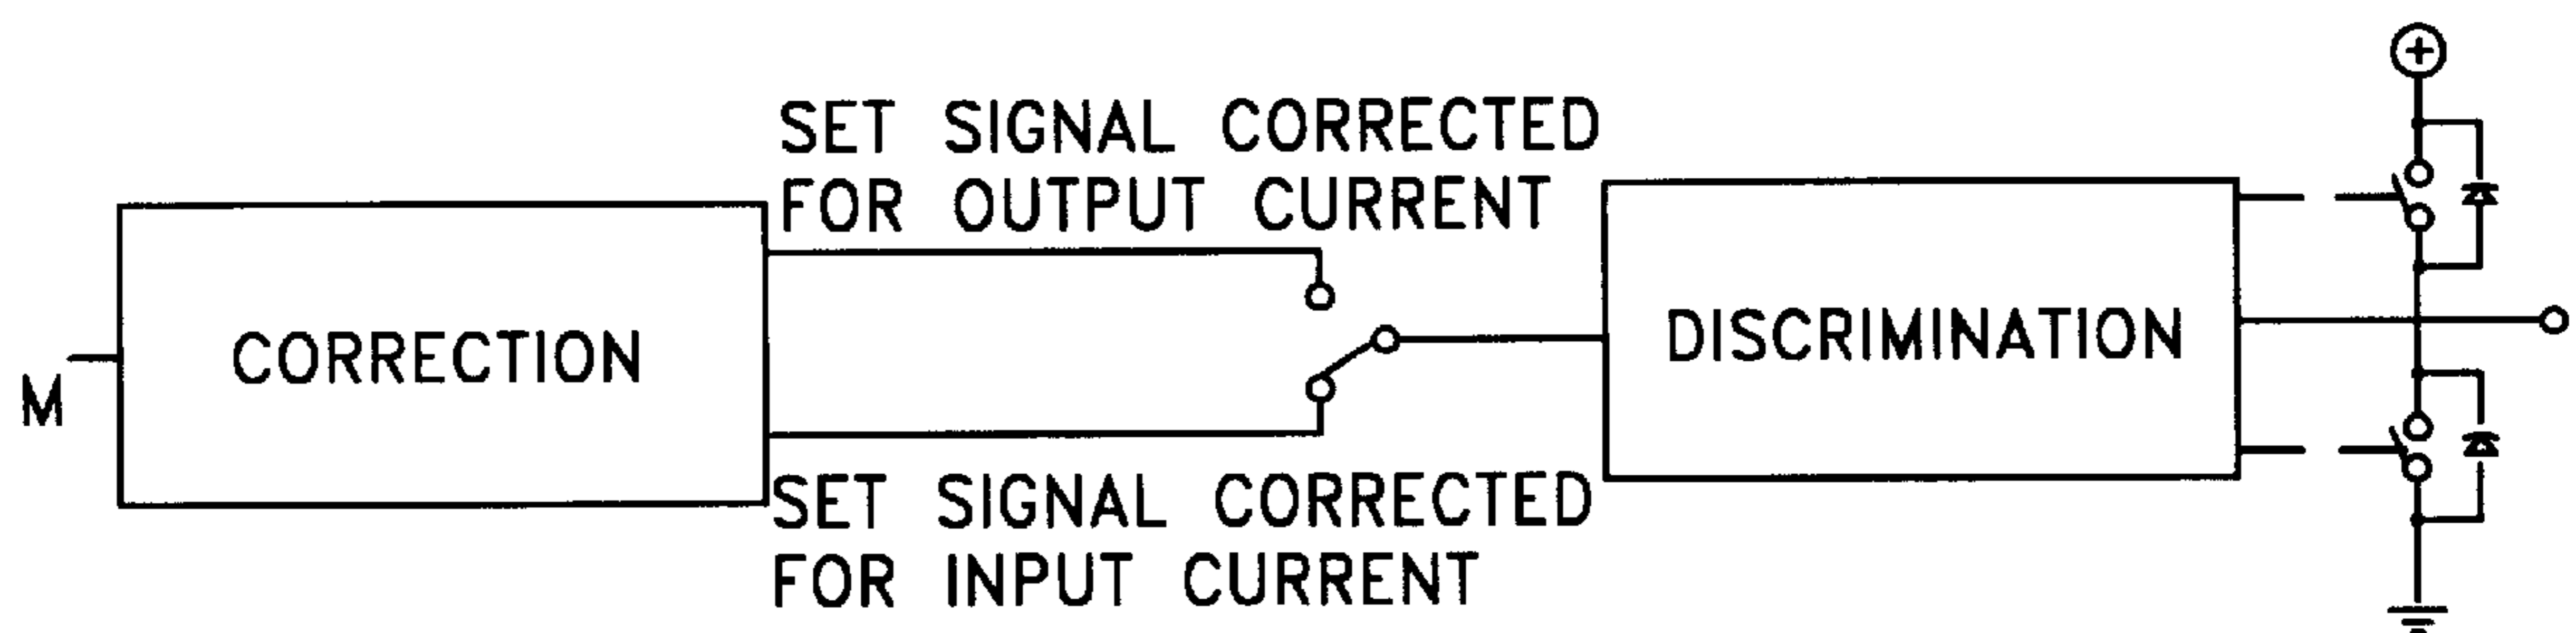 SET SIGNAL CORRECTED
FOR OUTPUT CURRENT
CORRECTION
DISCRIMINATION
M
SET SIGNAL CORRECTED
FOR INPUT CURRENT